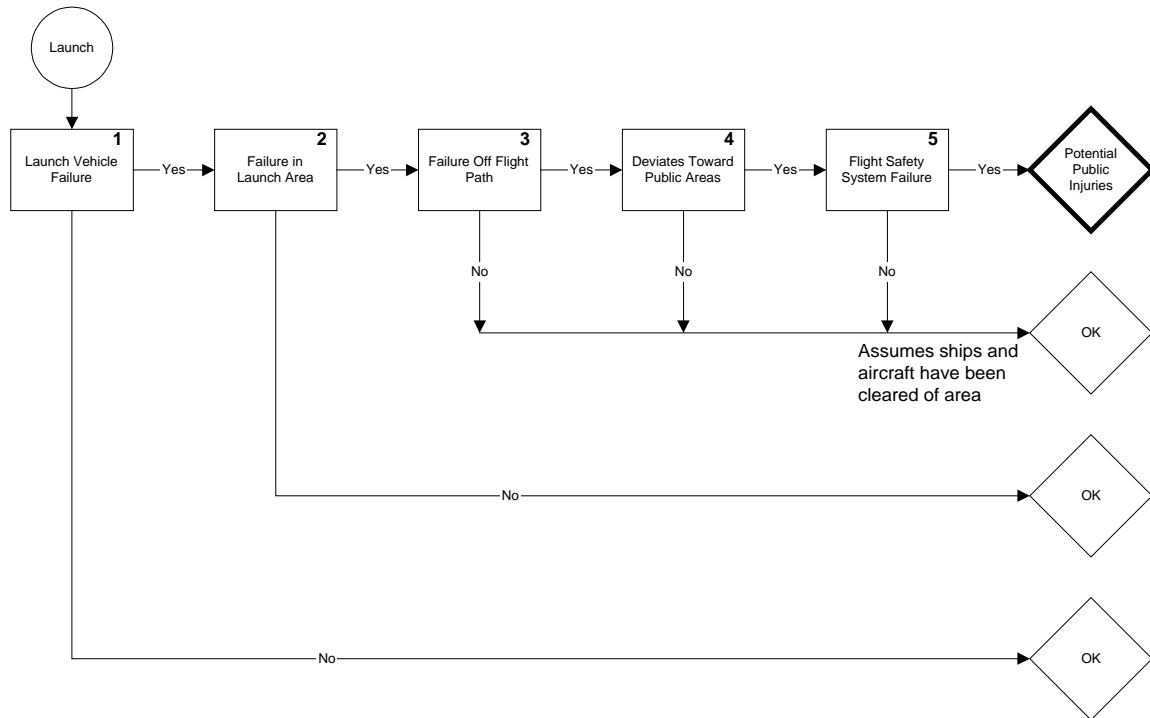 Launch
1
Launch Vehicle
Failure
Yes
2
Failure in
Launch Area
Yes
3
Failure Off Flight
Path
Yes
4
Deviates Toward
Public Areas
Yes
5
Flight Safety
System Failure
Yes
Potential
Public
Injuries
No
No
No
OK
Assumes ships and
aircraft have been
cleared of area
No
OK
No
OK